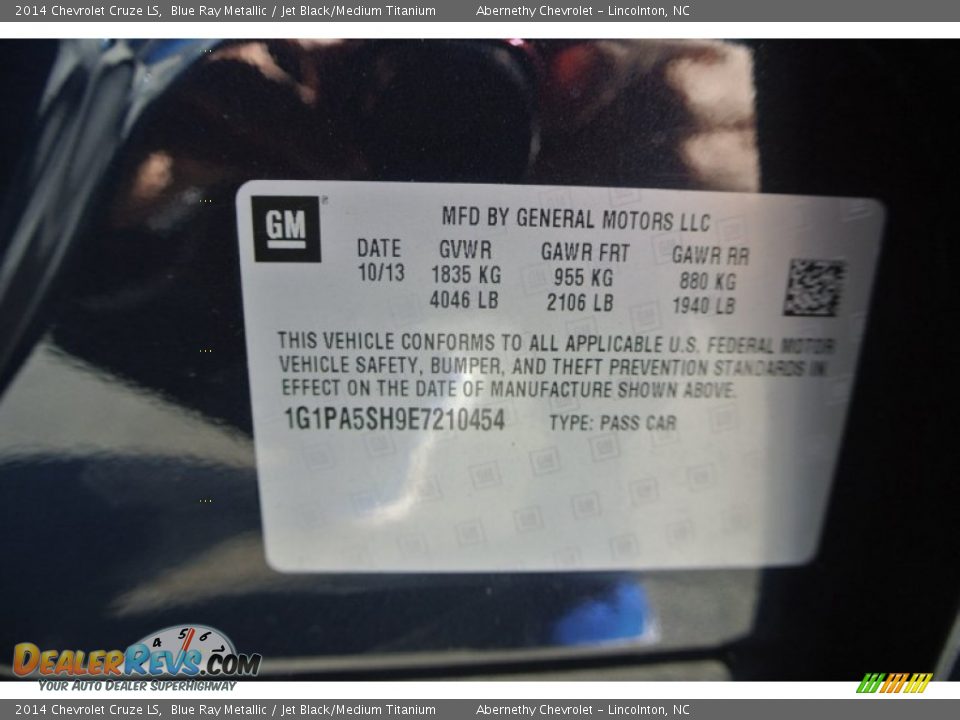 2014 Chevrolet Cruze LS,  Blue Ray Metallic / Jet Black/Medium Titanium    Abernethy Chevrolet - Lincolnton, NC
GM
MFD BY GENERAL MOTORS LLC
DATE GVWR GAWR FRT GAWR RR
10/13 1835 KG 955 KG 880 KG
4046 LB 2106 LB 1940 LB
THIS VEHICLE CONFORMS TO ALL APPLICABLE U.S. FEDERAL MOTOR
VEHICLE SAFETY, BUMPER, AND THEFT PREVENTION STANDARDS IN
EFFECT ON THE DATE OF MANUFACTURE SHOWN ABOVE.
1G1PA5SH9E7210454 TYPE: PASS CAR
4 5 6
DEALERREVS.COM
YOUR AUTO DEALER SUPERHIGHWAY
2014 Chevrolet Cruze LS,  Blue Ray Metallic / Jet Black/Medium Titanium    Abernethy Chevrolet - Lincolnton, NC